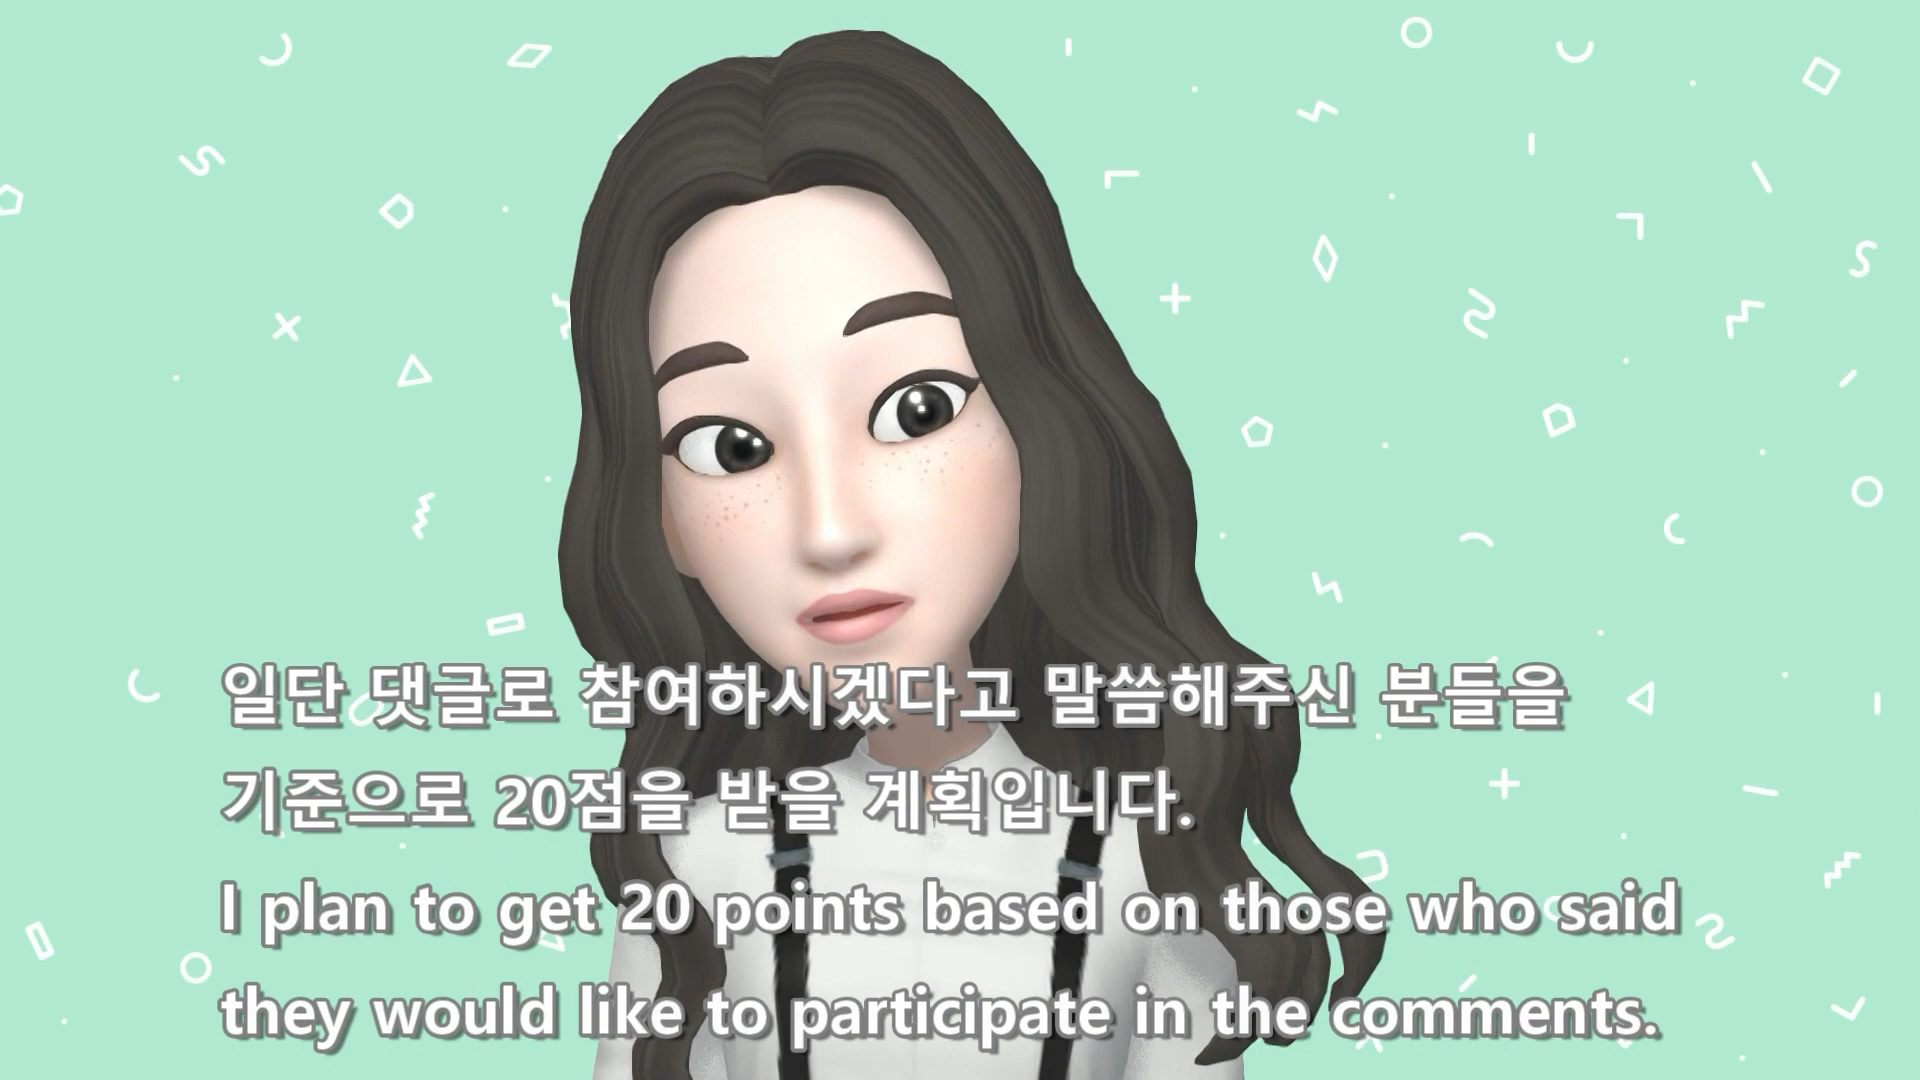 일단 댓글로 참여하시겠다고 말씀해주신 분들을
기준으로 20점을 받을 계획입니다.
I plan to get 20 points based on those who said
they would like to participate in the comments.